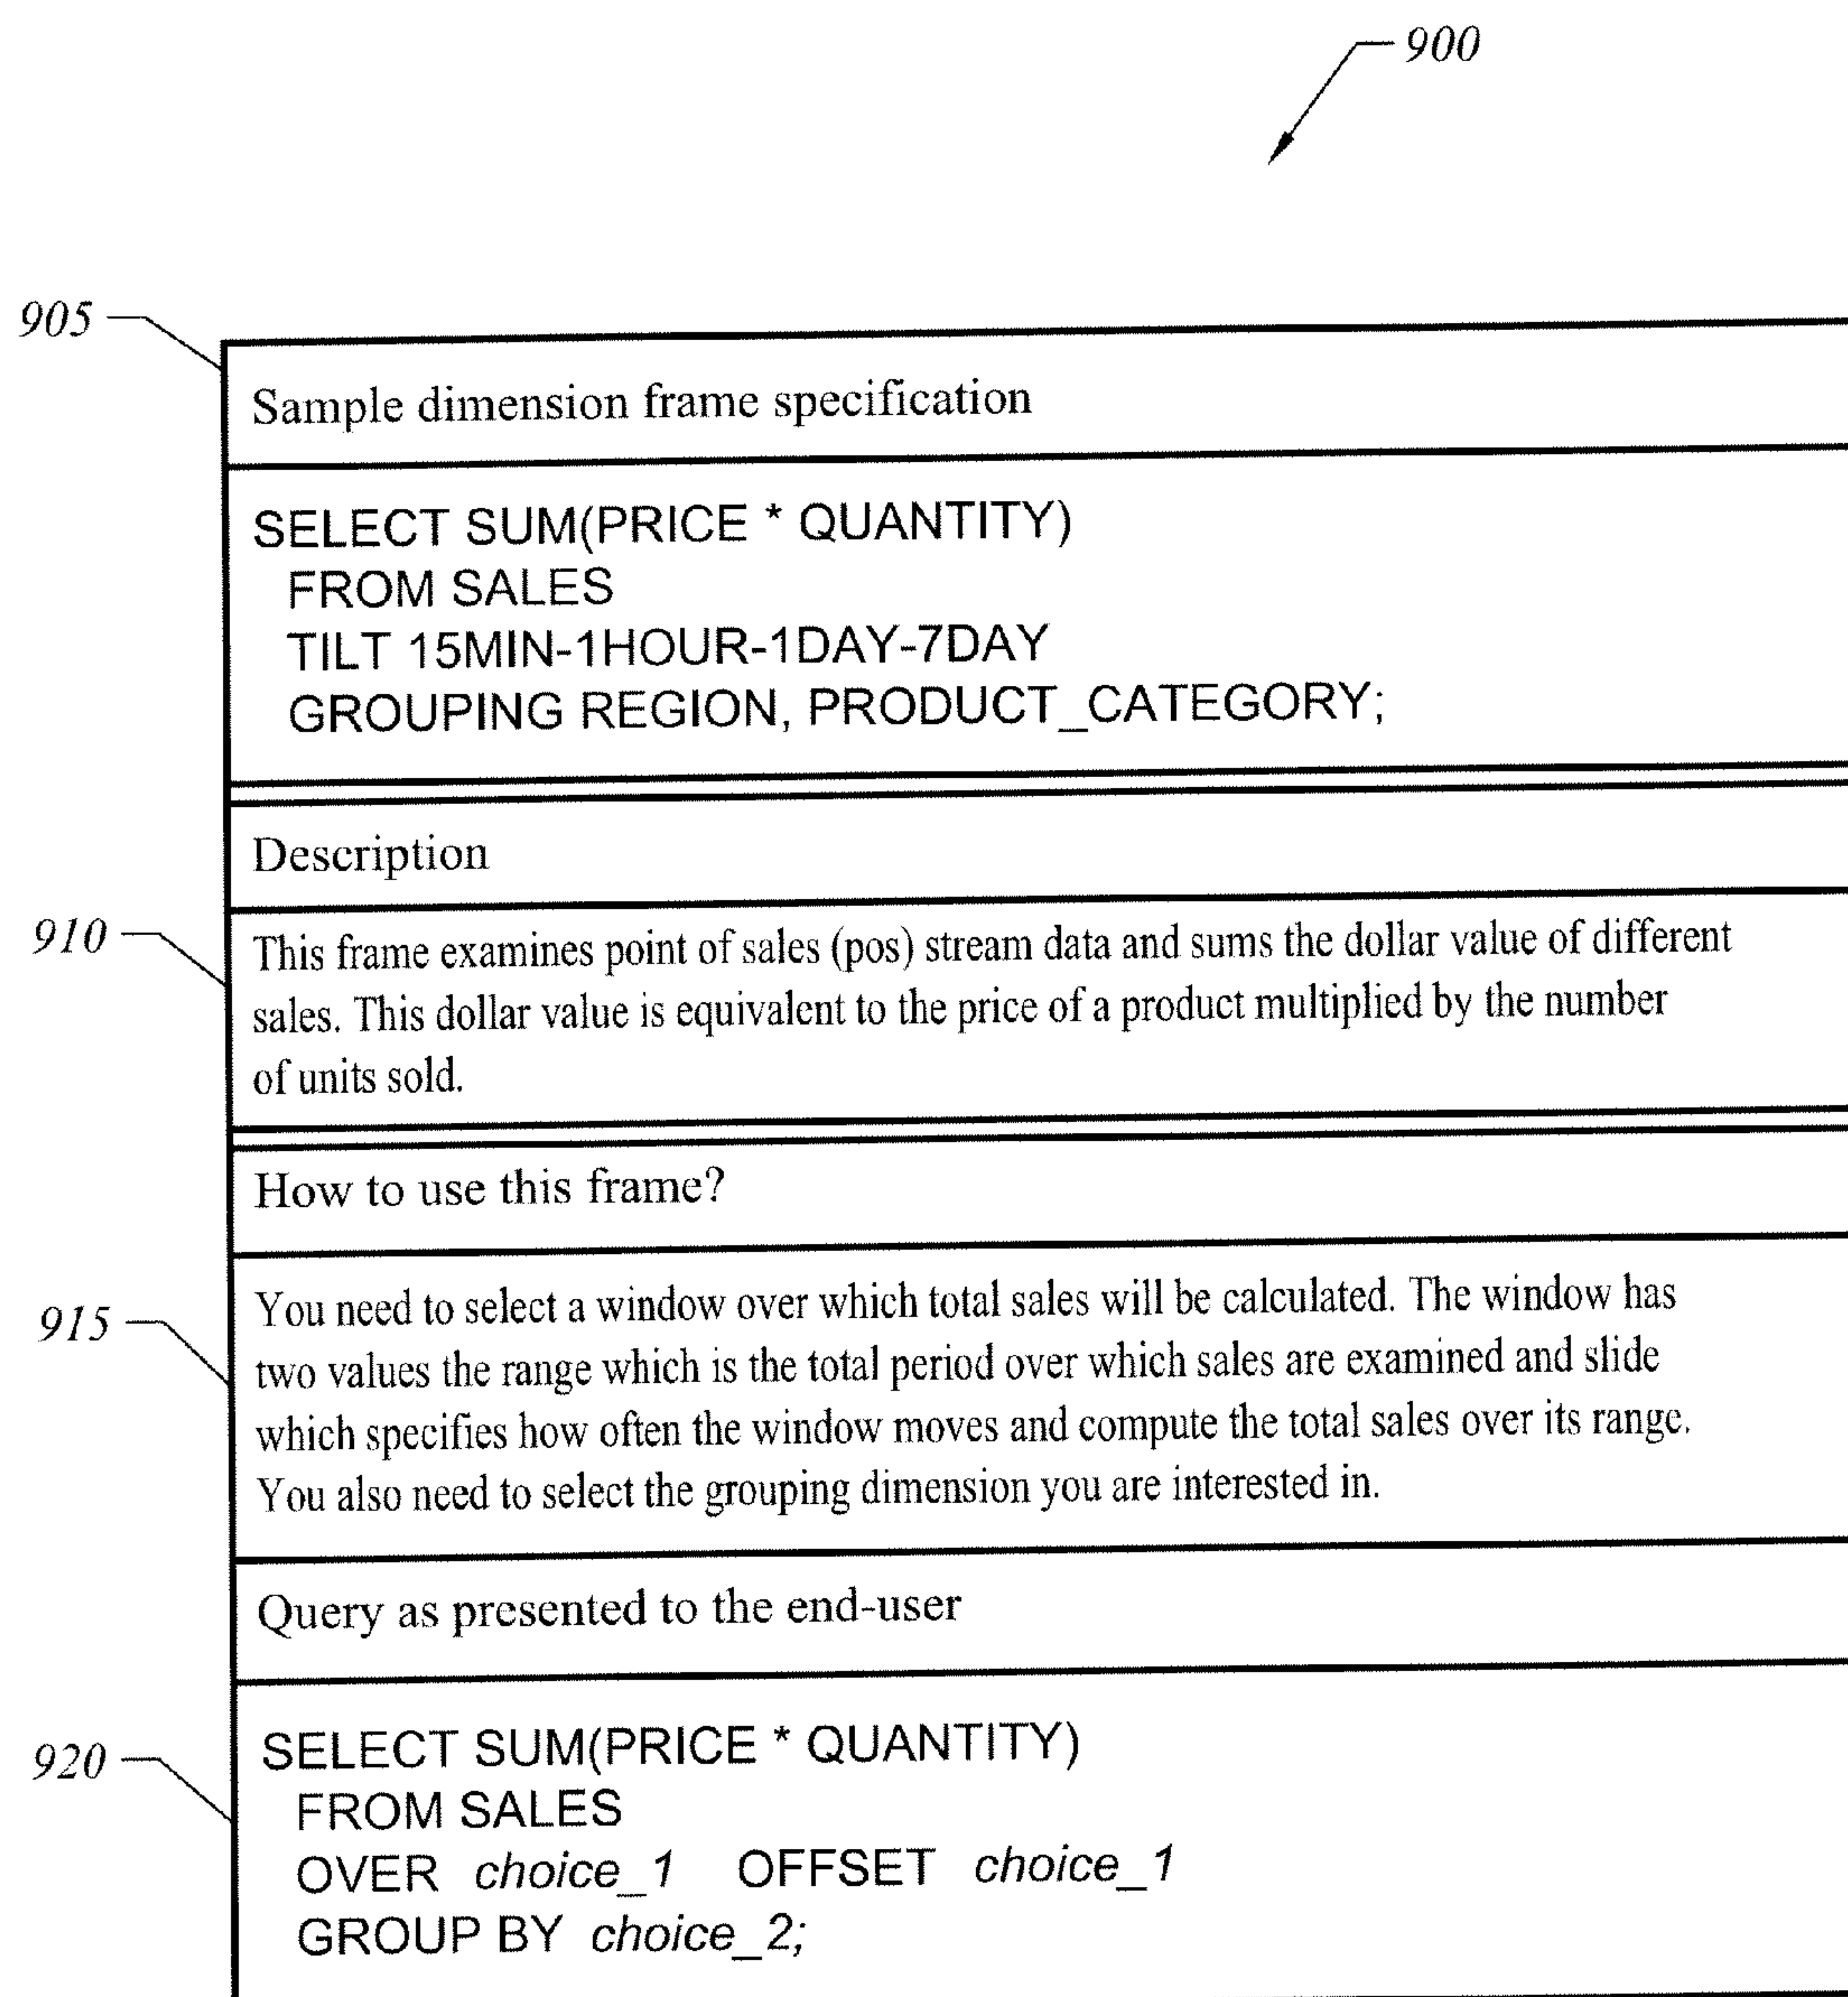 900
905
Sample dimension frame specification
SELECT SUM(PRICE * QUANTITY)
FROM SALES
TILT 15MIN-1HOUR-1DAY-7DAY
GROUPING REGION, PRODUCT_CATEGORY;
Description
910
This frame examines point of sales (pos) stream data and sums the dollar value of different
sales. This dollar value is equivalent to the price of a product multiplied by the number
of units sold.
How to use this frame?
915
You need to select a window over which total sales will be calculated. The window has
two values the range which is the total period over which sales are examined and slide
which specifies how often the window moves and compute the total sales over its range.
You also need to select the grouping dimension you are interested in.
Query as presented to the end-user
920
SELECT SUM(PRICE * QUANTITY)
FROM SALES
OVER choice_1 OFFSET choice_1
GROUP BY choice_2;